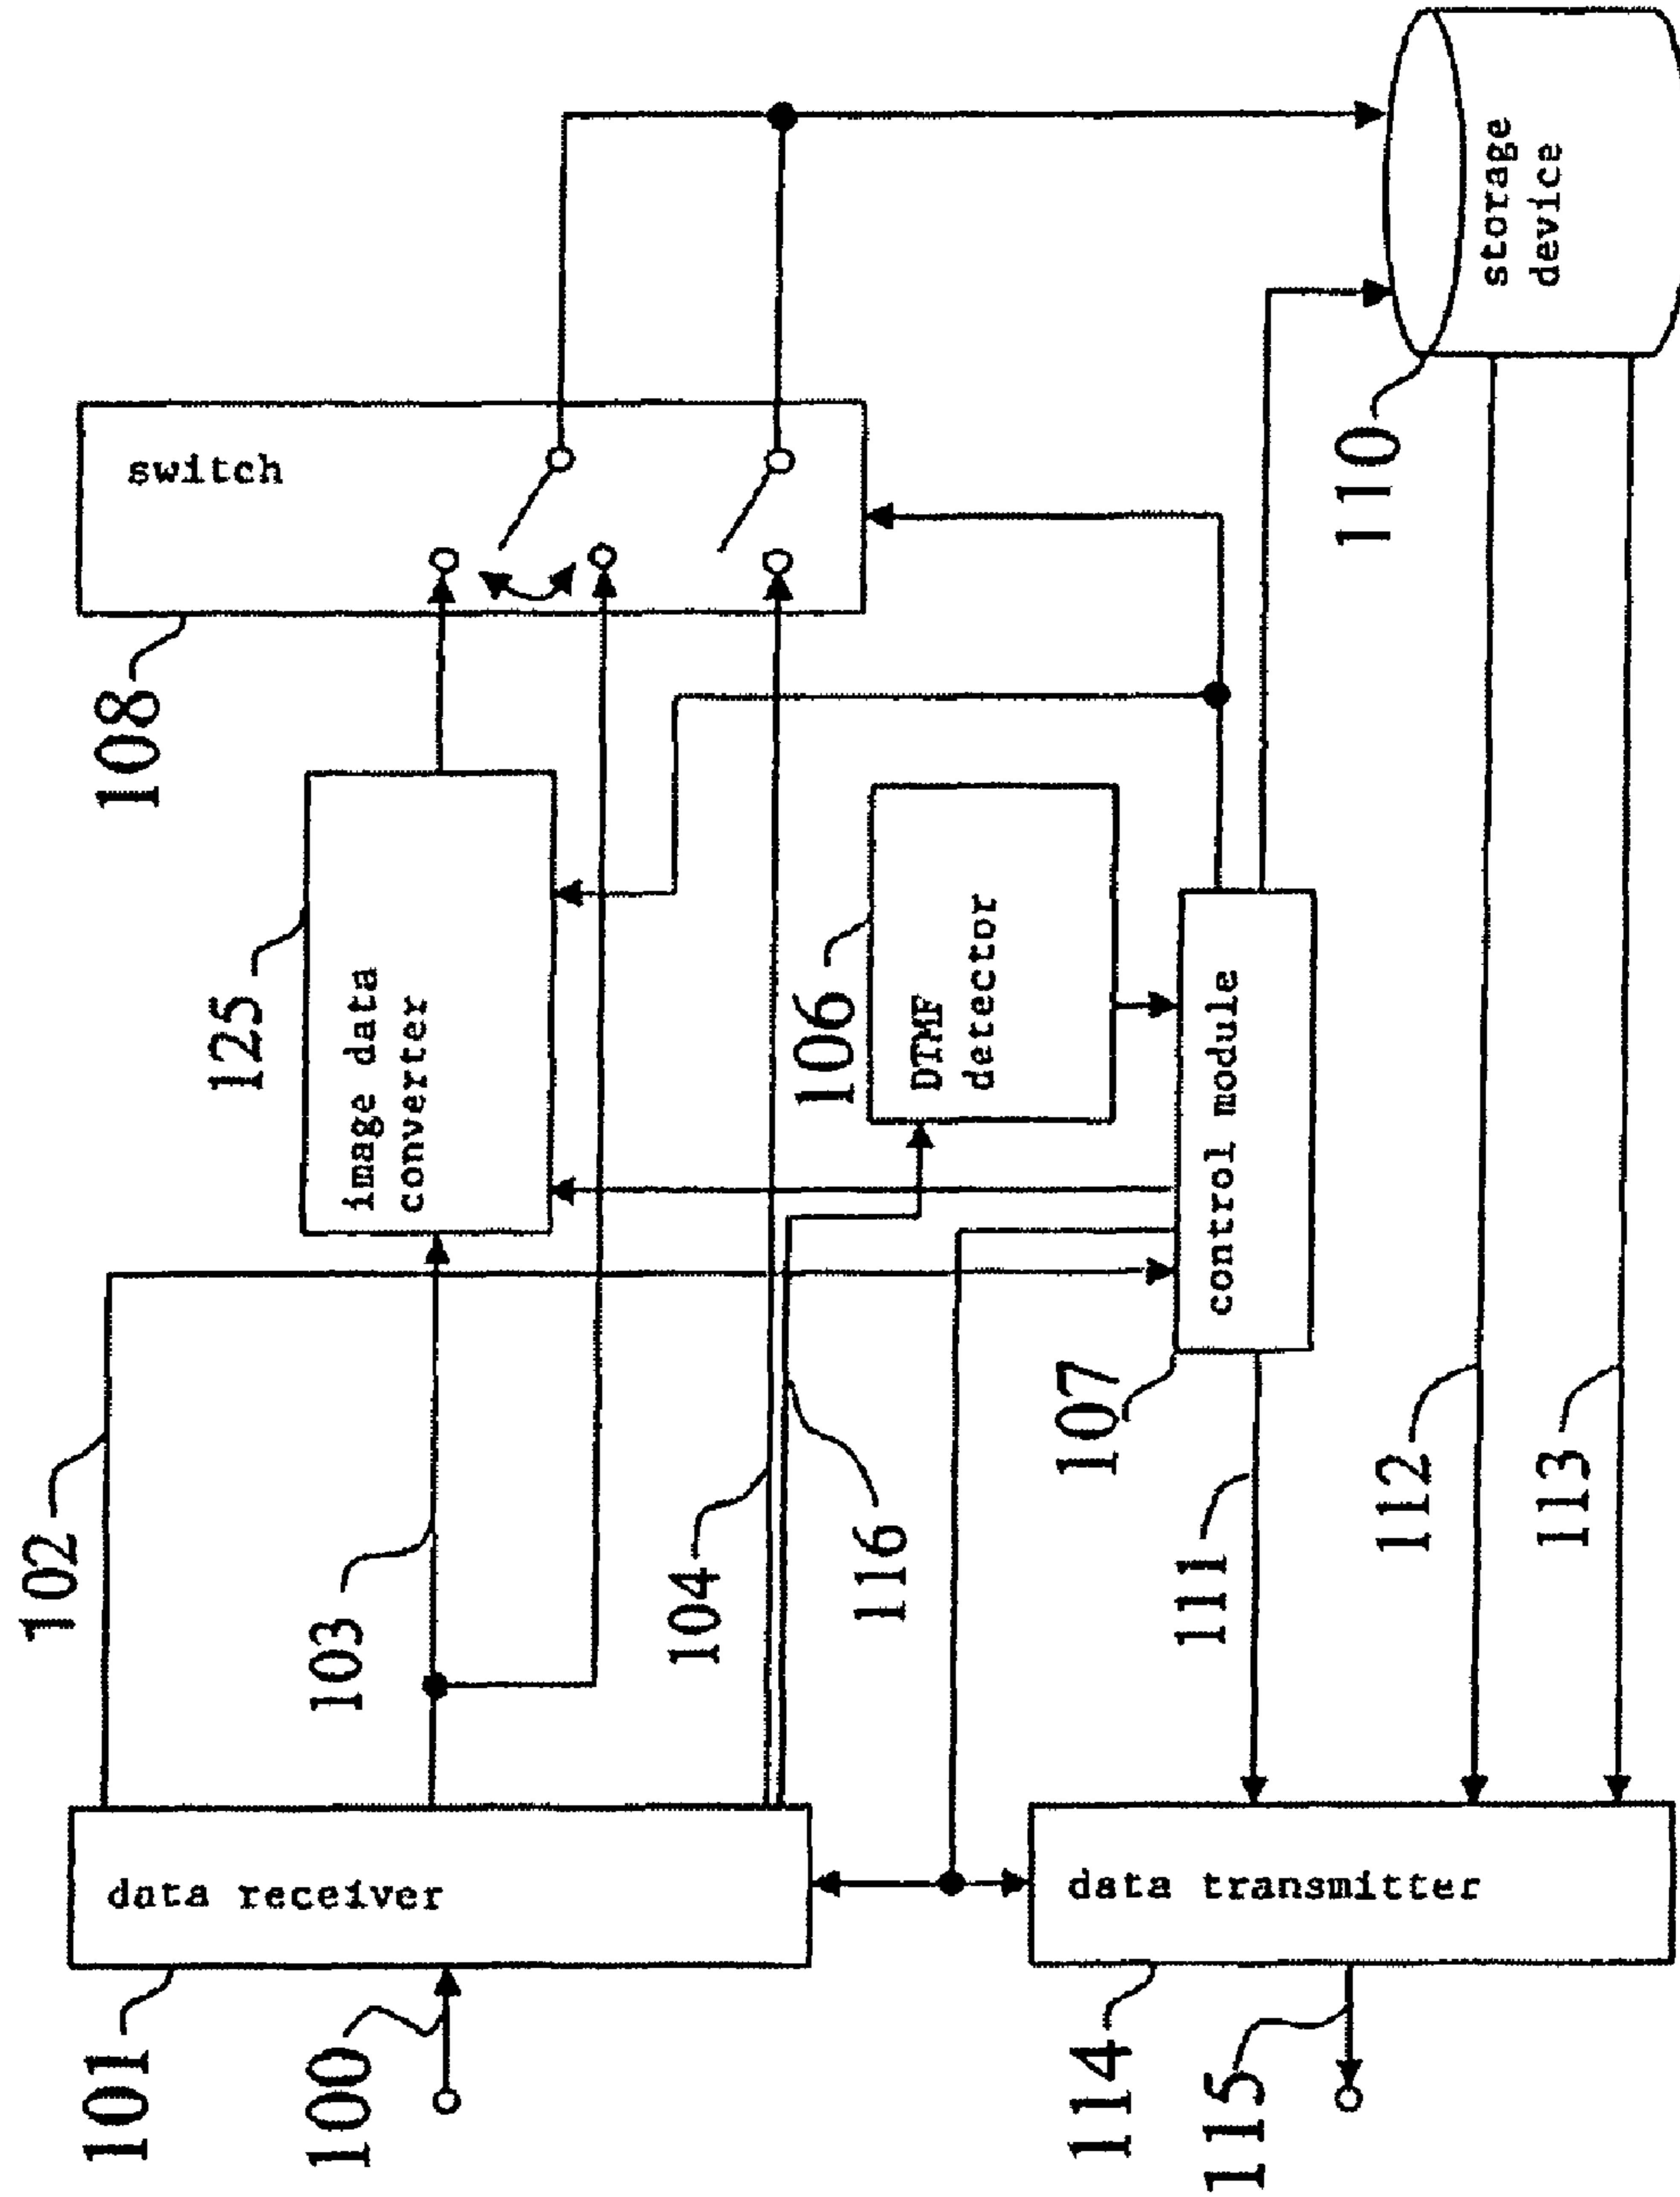 101
100
data receiver
102
103
104
116
image data
converter
125
DTMF
detector
106
control module
107
switch
108
storage
device
110
111
112
113
data transmitter
114
115